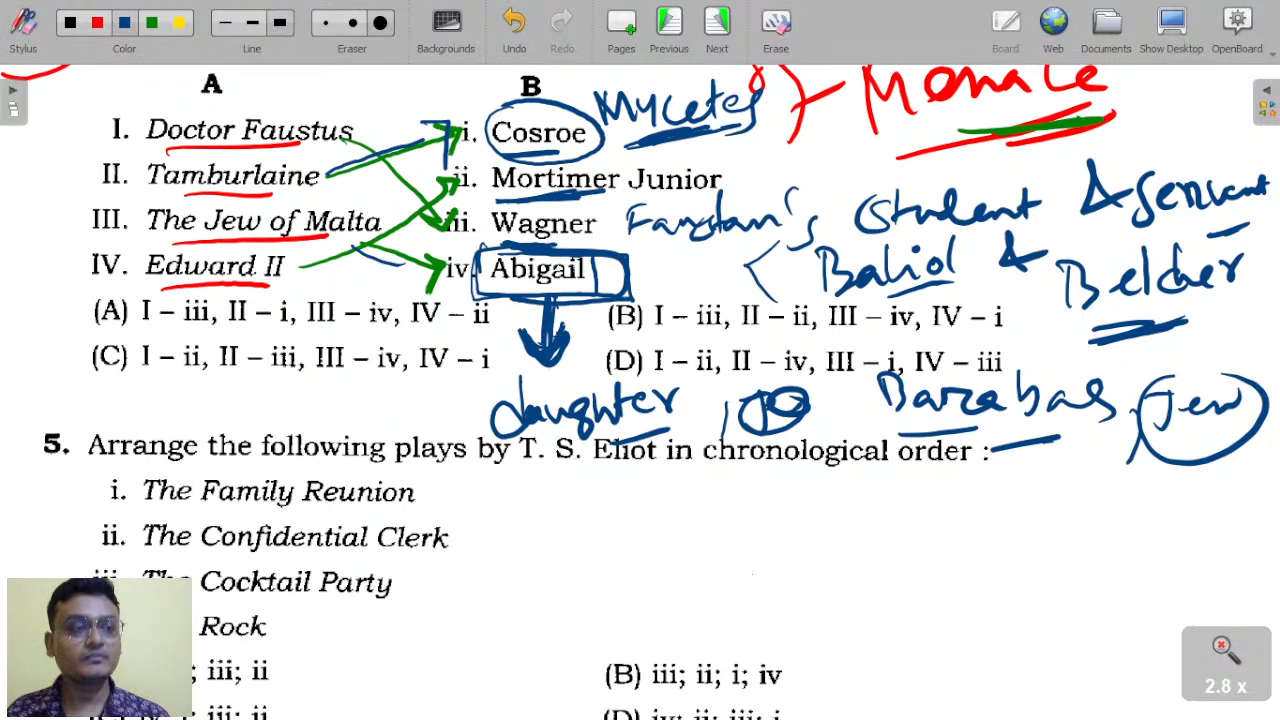 Stylus Color Line Eraser Backgrounds Undo Redo Pages Previous Next Erase Board Web Documents Show Desktop OpenBoard
A B
I. Doctor Faustus i. Cosroe Mycetes
II. Tamburlaine ii. Mortimer Junior
III. The Jew of Malta iii. Wagner student & servant
IV. Edward II iv. Abigail Baliol & Belcher
(A) I – iii, II – i, III – iv, IV – ii (B) I – iii, II – ii, III – iv, IV – i
(C) I – ii, II – iii, III – iv, IV – i (D) I – ii, II – iv, III – i, IV – iii
daughter Barabas, Jew
5. Arrange the following plays by T. S. Eliot in chronological order :
i. The Family Reunion
ii. The Confidential Clerk
The Cocktail Party
Rock
; iii; ii (B) iii; ii; i; iv
2.8 x